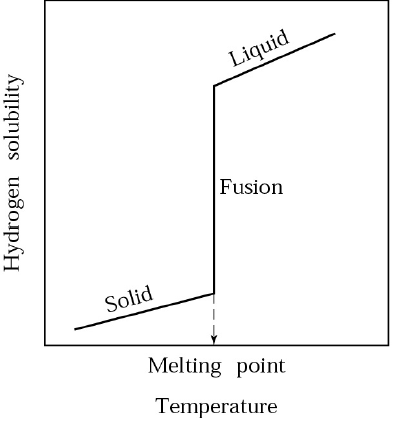 Hydrogen solubility
Liquid
Fusion
Solid
Melting point
Temperature